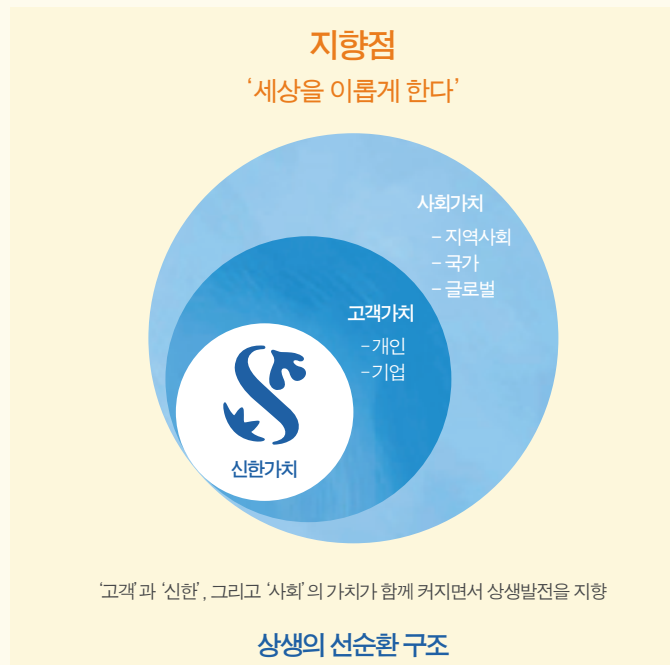 지향점
‘세상을 이롭게 한다’
사회가치
– 지역사회
– 국가
– 글로벌
고객가치
– 개인
– 기업
신한가치
‘고객’과 ‘신한’, 그리고 ‘사회’의 가치가 함께 커지면서 상생발전을 지향
상생의 선순환 구조